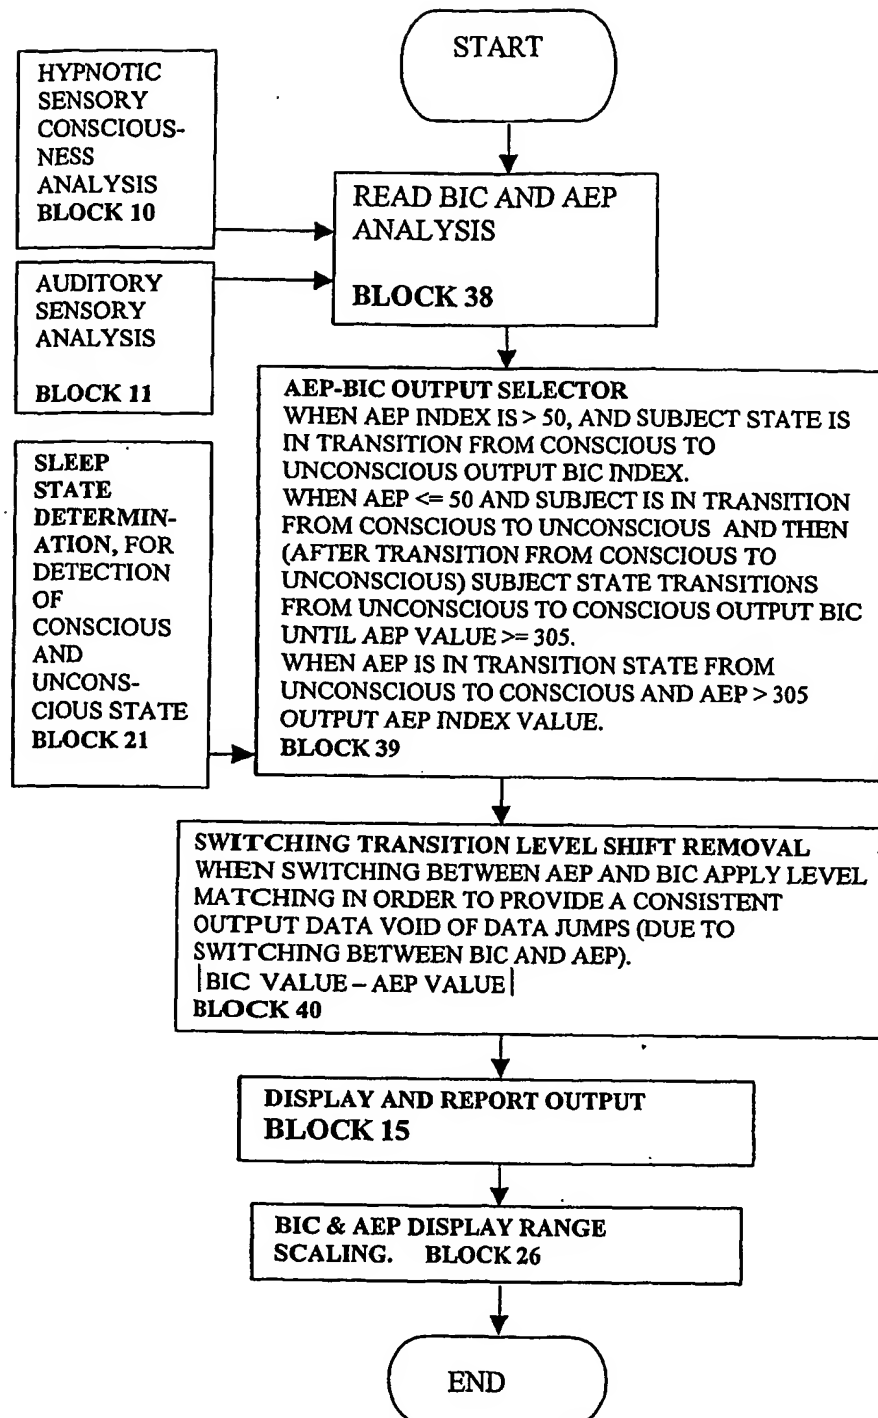 START
HYPNOTIC
SENSORY
CONSCIOUS-
NESS
ANALYSIS
BLOCK 10
READ BIC AND AEP
ANALYSIS
BLOCK 38
AUDITORY
SENSORY
ANALYSIS
BLOCK 11
AEP-BIC OUTPUT SELECTOR
WHEN AEP INDEX IS > 50, AND SUBJECT STATE IS
IN TRANSITION FROM CONSCIOUS TO
UNCONSCIOUS OUTPUT BIC INDEX.
WHEN AEP <= 50 AND SUBJECT IS IN TRANSITION
FROM CONSCIOUS TO UNCONSCIOUS AND THEN
(AFTER TRANSITION FROM CONSCIOUS TO
UNCONSCIOUS) SUBJECT STATE TRANSITIONS
FROM UNCONSCIOUS TO CONSCIOUS OUTPUT BIC
UNTIL AEP VALUE >= 305.
WHEN AEP IS IN TRANSITION STATE FROM
UNCONSCIOUS TO CONSCIOUS AND AEP > 305
OUTPUT AEP INDEX VALUE.
BLOCK 39
SLEEP
STATE
DETERMIN-
ATION, FOR
DETECTION
OF
CONSCIOUS
AND
UNCONS-
CIOUS STATE
BLOCK 21
SWITCHING TRANSITION LEVEL SHIFT REMOVAL
WHEN SWITCHING BETWEEN AEP AND BIC APPLY LEVEL
MATCHING IN ORDER TO PROVIDE A CONSISTENT
OUTPUT DATA VOID OF DATA JUMPS (DUE TO
SWITCHING BETWEEN BIC AND AEP).
|BIC VALUE – AEP VALUE|
BLOCK 40
DISPLAY AND REPORT OUTPUT
BLOCK 15
BIC & AEP DISPLAY RANGE
SCALING. BLOCK 26
END